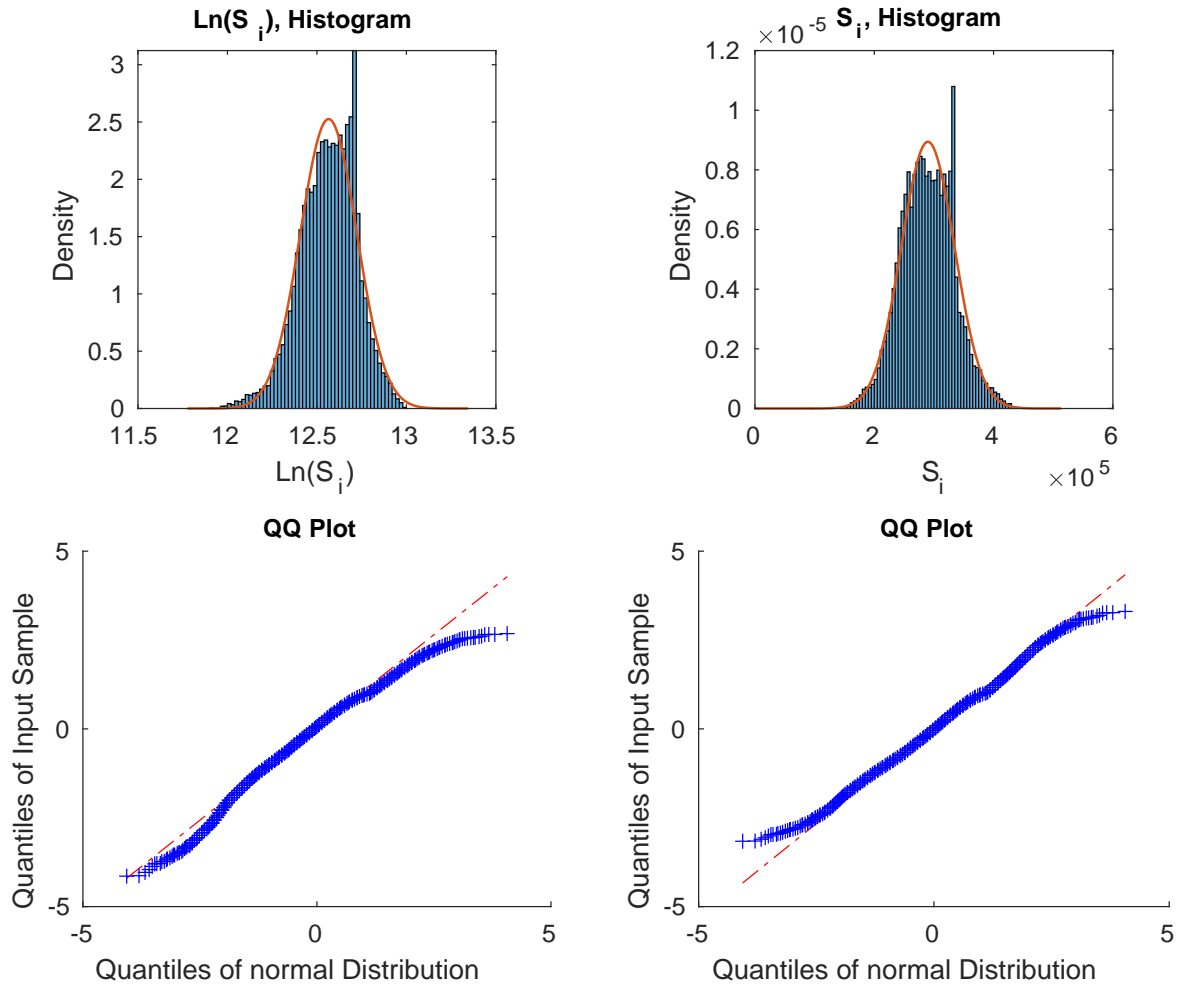 Ln(S i), Histogram
3
2.5
2
1.5
1
0.5
0
11.5 12 12.5 13 13.5
Density
Ln(Si)
×10-5 Si, Histogram
1.2
1
0.8
0.6
0.4
0.2
0
0 2 4 6
×10 5
Density
Si
QQ Plot
5
0
-5
-5 0 5
Quantiles of Input Sample
Quantiles of normal Distribution
QQ Plot
5
0
-5
-5 0 5
Quantiles of Input Sample
Quantiles of normal Distribution